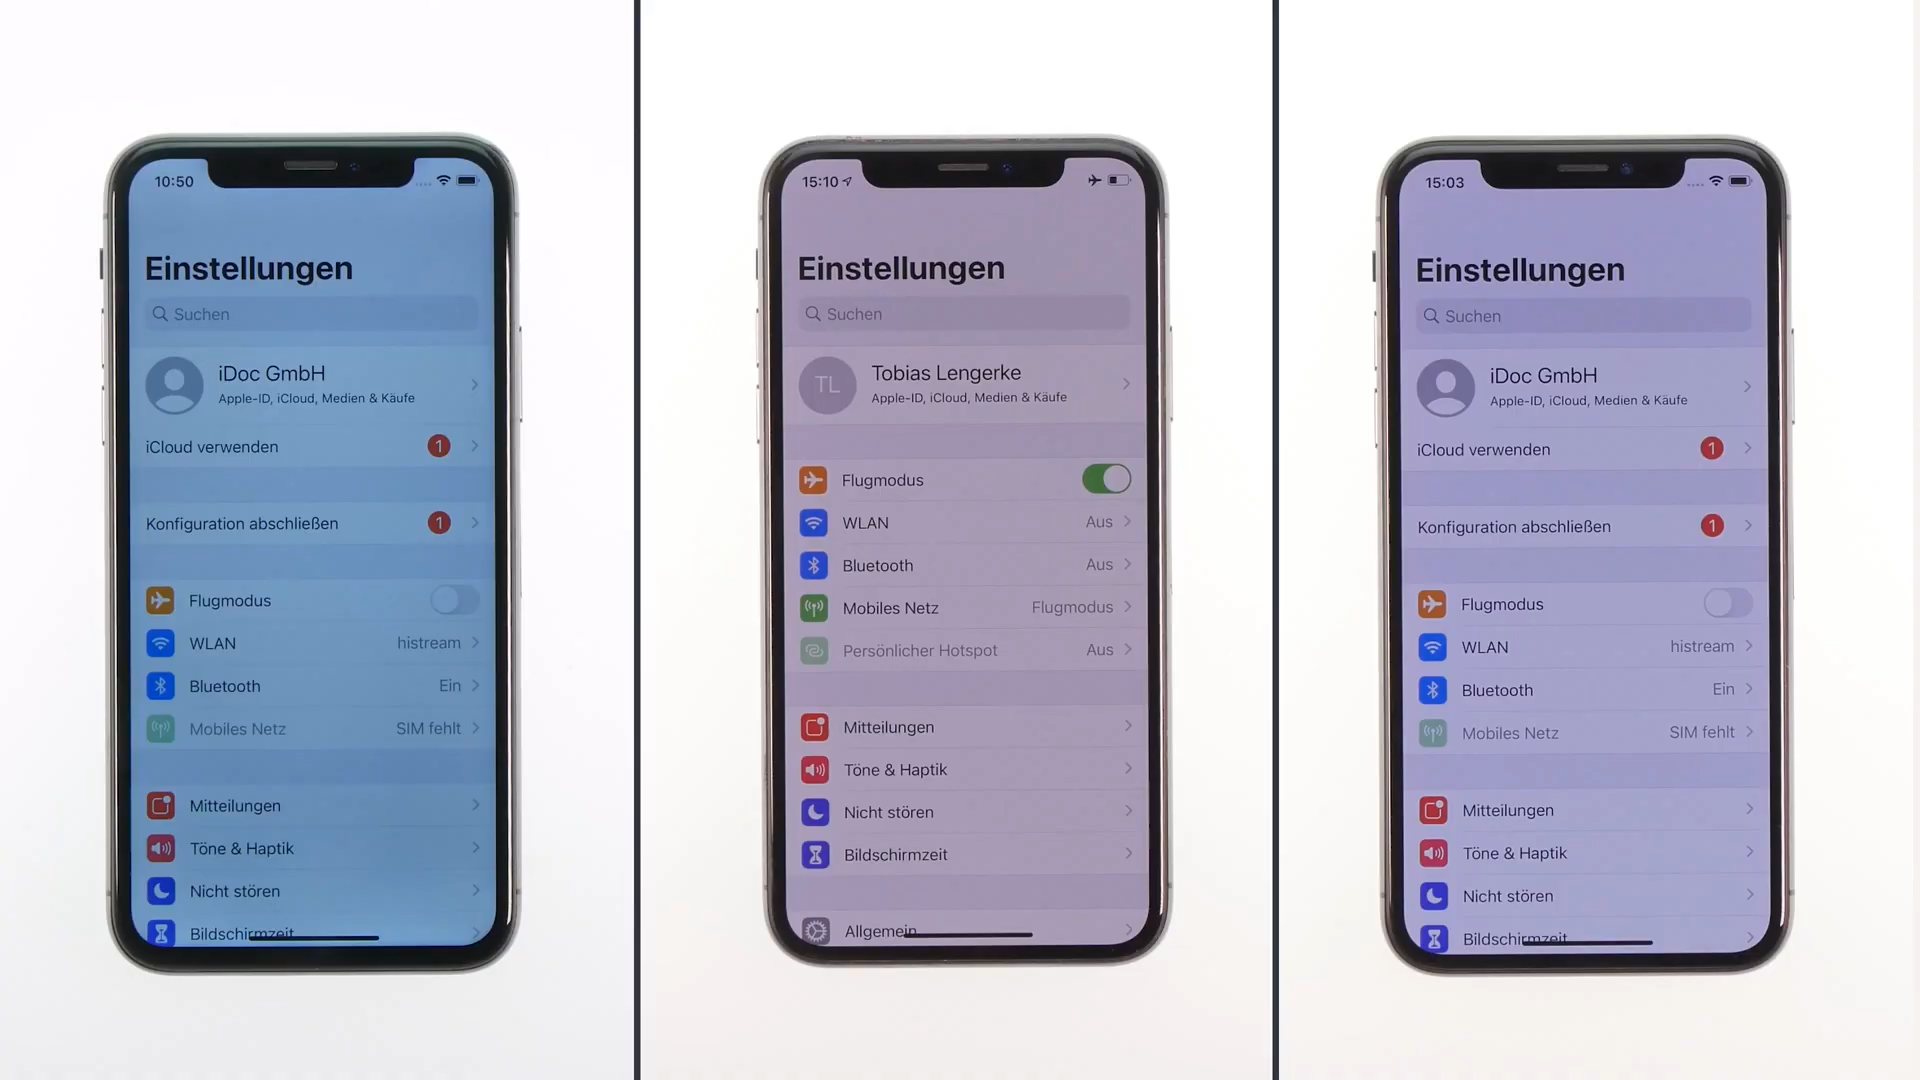 10:50
Einstellungen
Suchen
iDoc GmbH
Apple-ID, iCloud, Medien & Käufe
iCloud verwenden 1
Konfiguration abschließen 1
Flugmodus
WLAN histream
Bluetooth Ein
Mobiles Netz SIM fehlt
Mitteilungen
Töne & Haptik
Nicht stören
Bildschirmzeit
15:10
Einstellungen
Suchen
TL
Tobias Lengerke
Apple-ID, iCloud, Medien & Käufe
Flugmodus
WLAN Aus
Bluetooth Aus
Mobiles Netz Flugmodus
Persönlicher Hotspot Aus
Mitteilungen
Töne & Haptik
Nicht stören
Bildschirmzeit
Allgemein
15:03
Einstellungen
Suchen
iDoc GmbH
Apple-ID, iCloud, Medien & Käufe
iCloud verwenden 1
Konfiguration abschließen 1
Flugmodus
WLAN histream
Bluetooth Ein
Mobiles Netz SIM fehlt
Mitteilungen
Töne & Haptik
Nicht stören
Bildschirmzeit